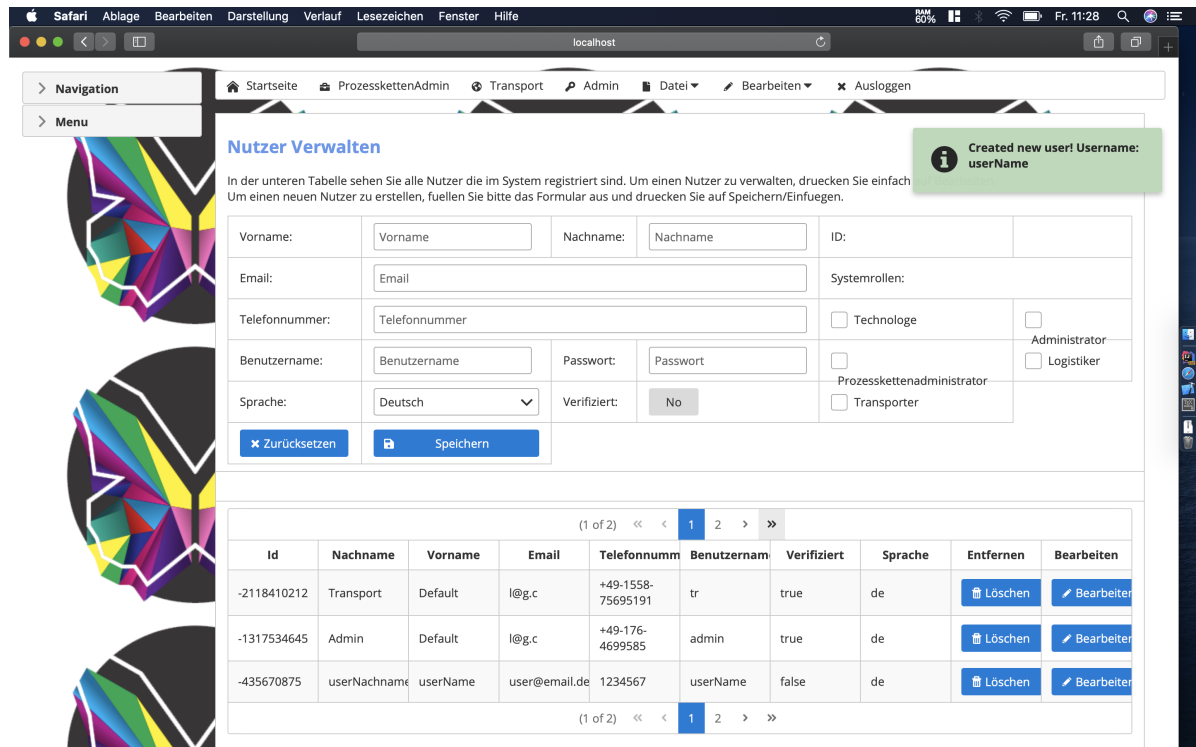 Safari Ablage Bearbeiten Darstellung Verlauf Lesezeichen Fenster Hilfe
RAM
60%
Fr. 11:28
localhost
Navigation
Menu
Startseite ProzesskettenAdmin Transport Admin Datei Bearbeiten Ausloggen
Created new user! Username:
userName
Nutzer Verwalten
In der unteren Tabelle sehen Sie alle Nutzer die im System registriert sind. Um einen Nutzer zu verwalten, druecken Sie einfach
Um einen neuen Nutzer zu erstellen, fuellen Sie bitte das Formular aus und druecken Sie auf Speichern/Einfuegen.
Vorname: Vorname Nachname: Nachname ID:
Email: Email Systemrollen:
Telefonnummer: Telefonnummer Technologe Administrator
Benutzername: Benutzername Passwort: Passwort Prozesskettenadministrator Logistiker
Sprache: Deutsch Verifiziert: No Transporter
Zurücksetzen Speichern
(1 of 2) 1 2
Id Nachname Vorname Email Telefonnumm Benutzernam Verifiziert Sprache Entfernen Bearbeiten
-2118410212 Transport Default l@g.c +49-1558-
75695191 tr true de Löschen Bearbeiten
-1317534645 Admin Default l@g.c +49-176-
4699585 admin true de Löschen Bearbeiten
-435670875 userNachname userName user@email.de 1234567 userName false de Löschen Bearbeiten
(1 of 2) 1 2